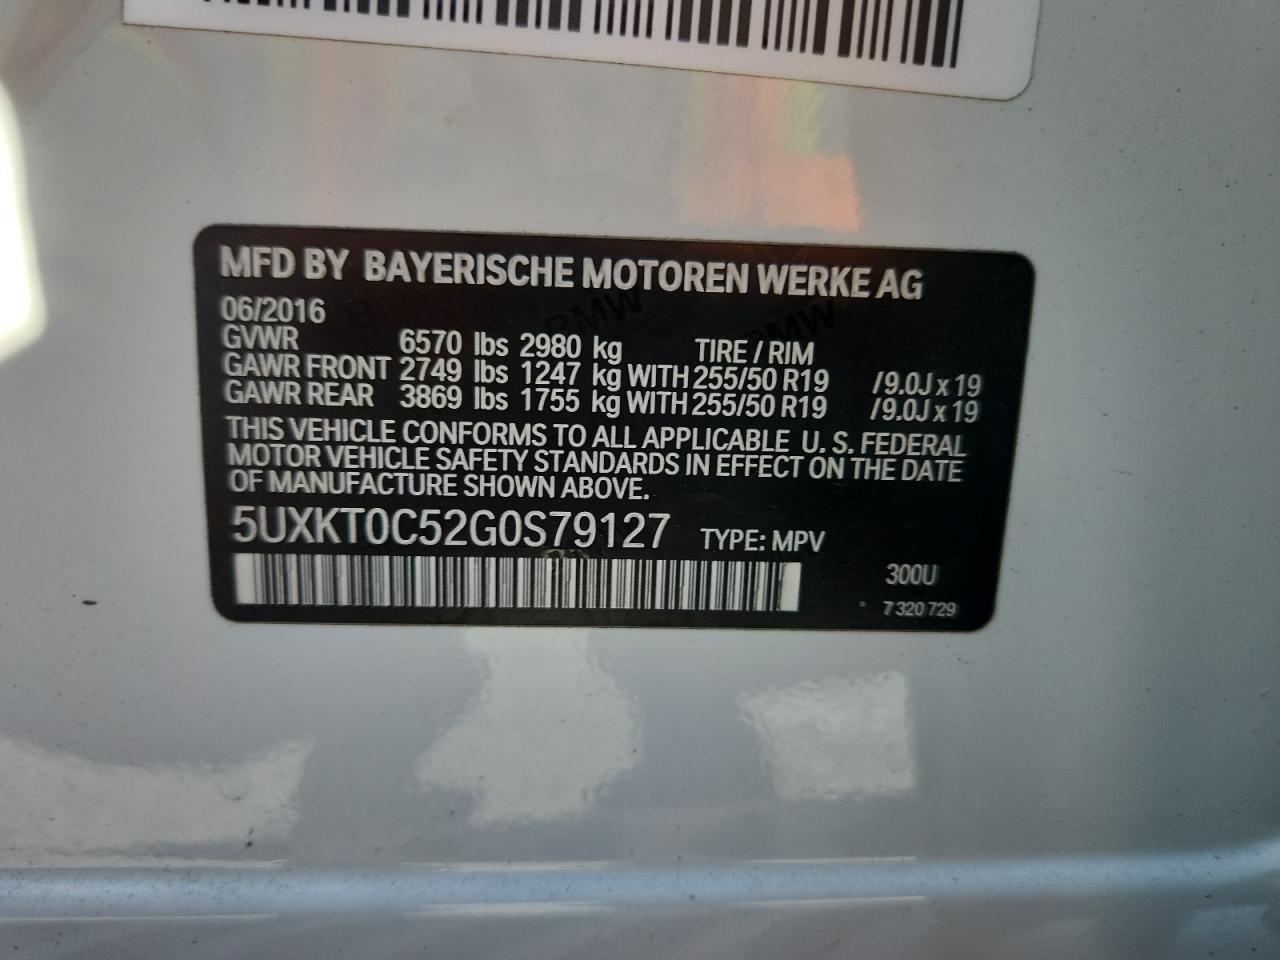 MFD BY BAYERISCHE MOTOREN WERKE AG
06/2016
GVWR 6570 lbs 2980 kg TIRE / RIM
GAWR FRONT 2749 lbs 1247 kg WITH 255/50 R19 /9.0J x 19
GAWR REAR 3869 lbs 1755 kg WITH 255/50 R19 /9.0J x 19
THIS VEHICLE CONFORMS TO ALL APPLICABLE U. S. FEDERAL
MOTOR VEHICLE SAFETY STANDARDS IN EFFECT ON THE DATE
OF MANUFACTURE SHOWN ABOVE.
5UXKT0C52G0S79127 TYPE: MPV
300U
7 320 729